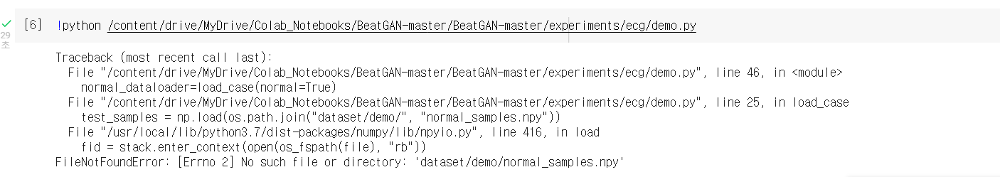 [6] !python /content/drive/MyDrive/Colab_Notebooks/BeatGAN-master/BeatGAN-master/experiments/ecg/demo.py
29
초
Traceback (most recent call last):
  File "/content/drive/MyDrive/Colab_Notebooks/BeatGAN-master/BeatGAN-master/experiments/ecg/demo.py", line 46, in <module>
    normal_dataloader=load_case(normal=True)
  File "/content/drive/MyDrive/Colab_Notebooks/BeatGAN-master/BeatGAN-master/experiments/ecg/demo.py", line 25, in load_case
    test_samples = np.load(os.path.join("dataset/demo/", "normal_samples.npy"))
  File "/usr/local/lib/python3.7/dist-packages/numpy/lib/npyio.py", line 416, in load
    fid = stack.enter_context(open(os_fspath(file), "rb"))
FileNotFoundError: [Errno 2] No such file or directory: 'dataset/demo/normal_samples.npy'